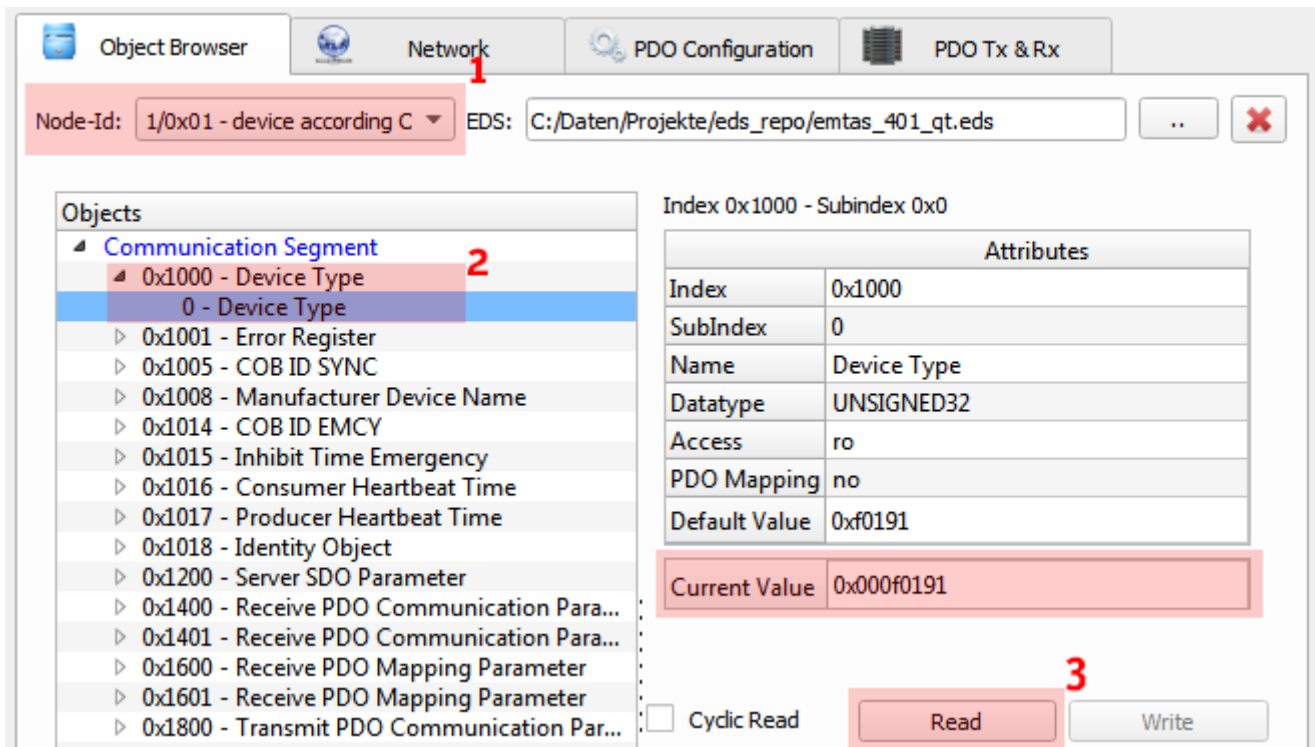 Object Browser
Network
PDO Configuration
PDO Tx & Rx
1
Node-Id:
1/0x01 - device according C
EDS:
C:/Daten/Projekte/eds_repo/emtas_401_qt.eds
..
Objects
Communication Segment
2
0x1000 - Device Type
0 - Device Type
0x1001 - Error Register
0x1005 - COB ID SYNC
0x1008 - Manufacturer Device Name
0x1014 - COB ID EMCY
0x1015 - Inhibit Time Emergency
0x1016 - Consumer Heartbeat Time
0x1017 - Producer Heartbeat Time
0x1018 - Identity Object
0x1200 - Server SDO Parameter
0x1400 - Receive PDO Communication Para...
0x1401 - Receive PDO Communication Para...
0x1600 - Receive PDO Mapping Parameter
0x1601 - Receive PDO Mapping Parameter
0x1800 - Transmit PDO Communication Par...
Index 0x1000 - Subindex 0x0
Attributes
Index 0x1000
SubIndex 0
Name Device Type
Datatype UNSIGNED32
Access ro
PDO Mapping no
Default Value 0xf0191
Current Value 0x000f0191
3
Cyclic Read
Read
Write